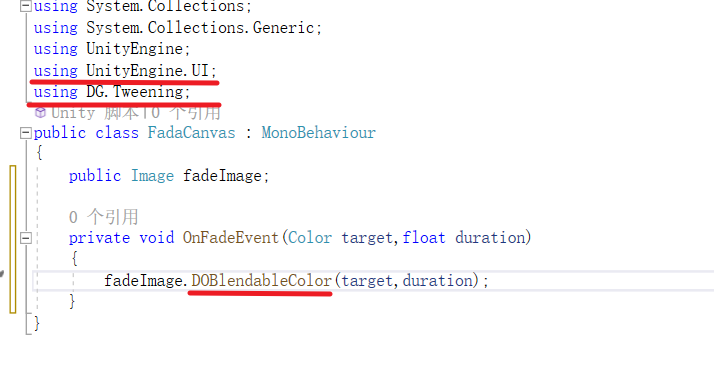 using System.Collections;
using System.Collections.Generic;
using UnityEngine;
using UnityEngine.UI;
using DG.Tweening;
Unity 脚本|0 个引用
public class FadaCanvas : MonoBehaviour
{
public Image fadeImage;
0 个引用
private void OnFadeEvent(Color target,float duration)
{
fadeImage.DOBlendableColor(target,duration);
}
}